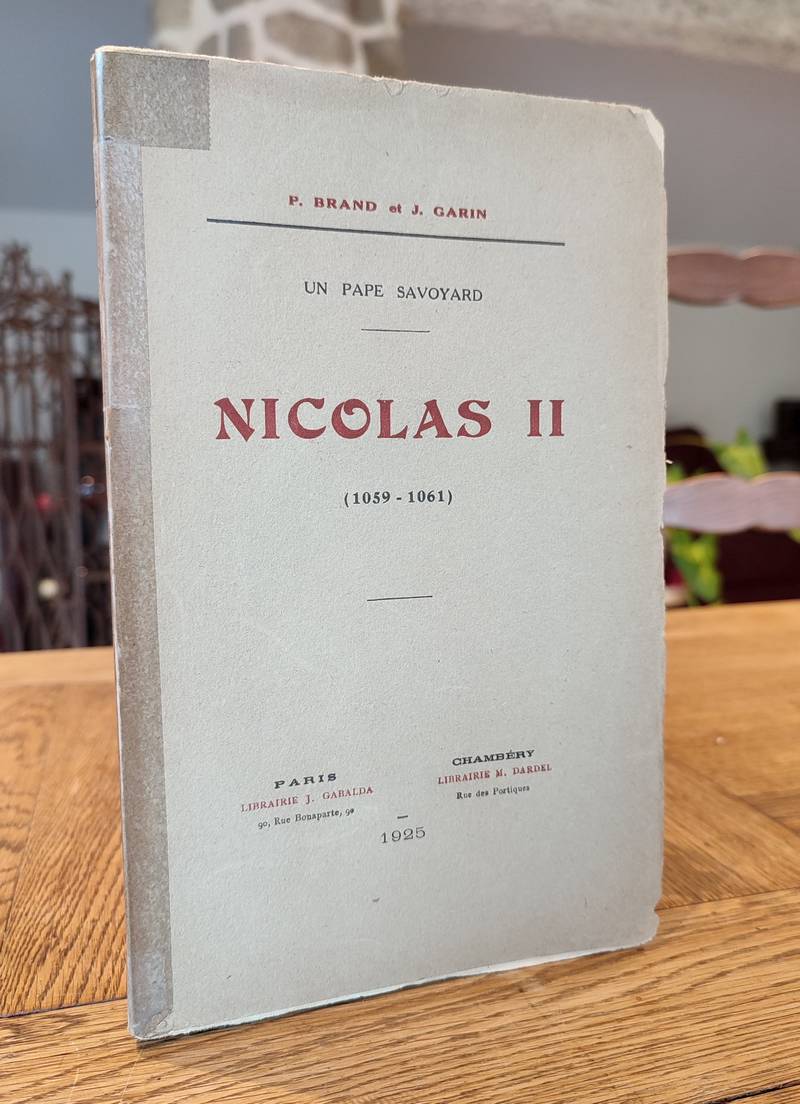 P. BRAND et J. GARIN
UN PAPE SAVOYARD
NICOLAS II
(1059 - 1061)
PARIS
LIBRAIRIE J. GABALDA
90, Rue Bonaparte, 90
CHAMBÉRY
LIBRAIRIE M. DARDEL
Rue des Portiques
1925